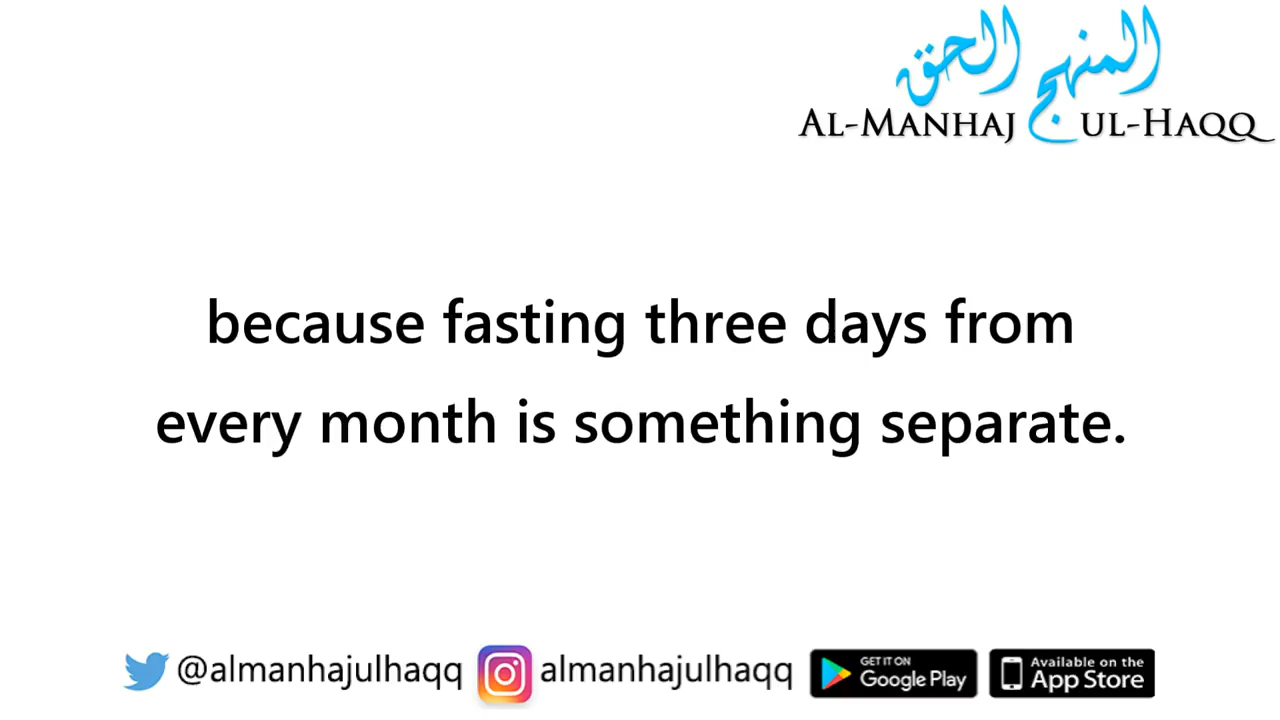 المنهج الحق
AL-MANHAJ UL-HAQQ
because fasting three days from
every month is something separate.
@almanhajulhaqq almanhajulhaqq GET IT ON Google Play Available on the App Store